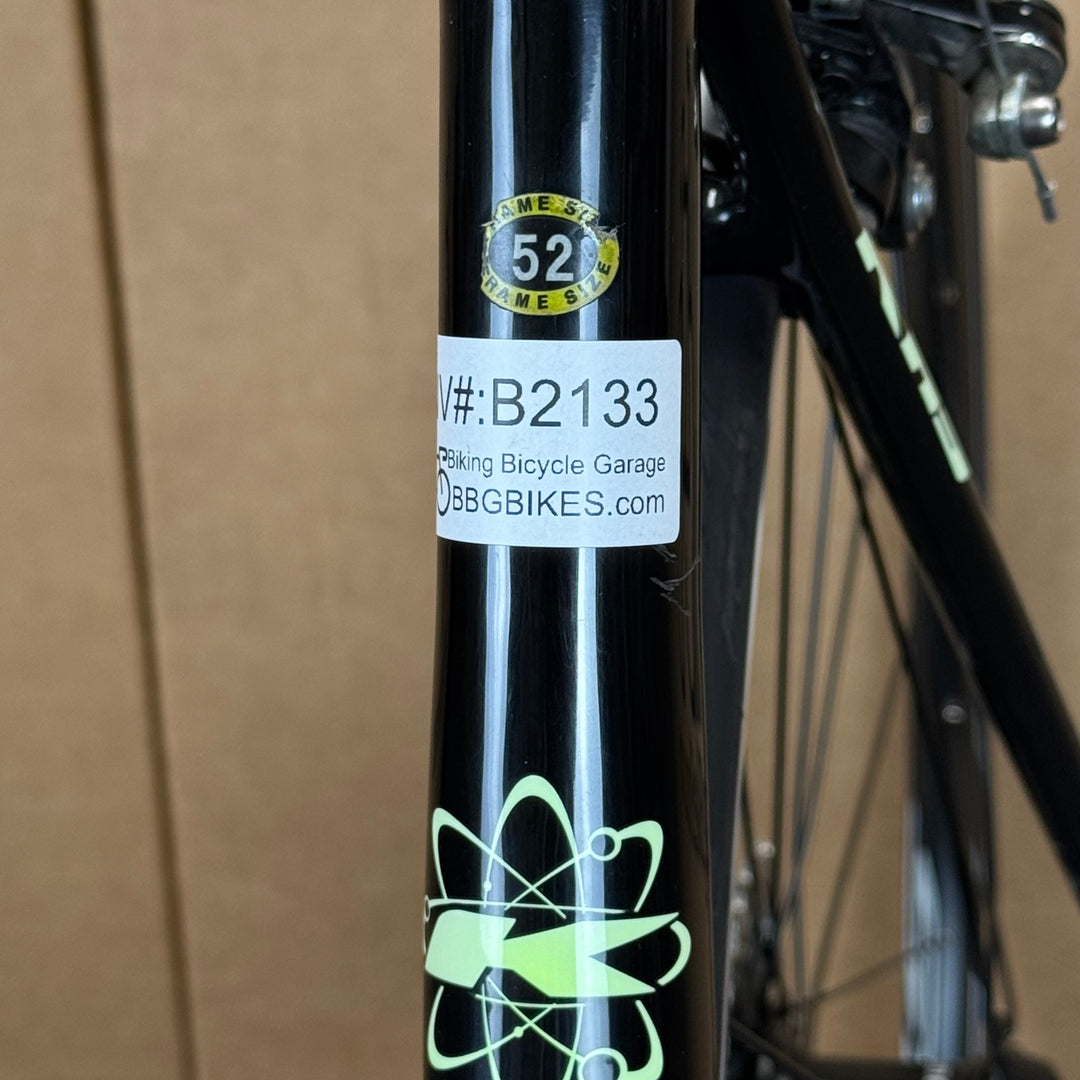 FRAME SIZE
52
FRAME SIZE
V#:B2133
Biking Bicycle Garage
BBGBIKES.com